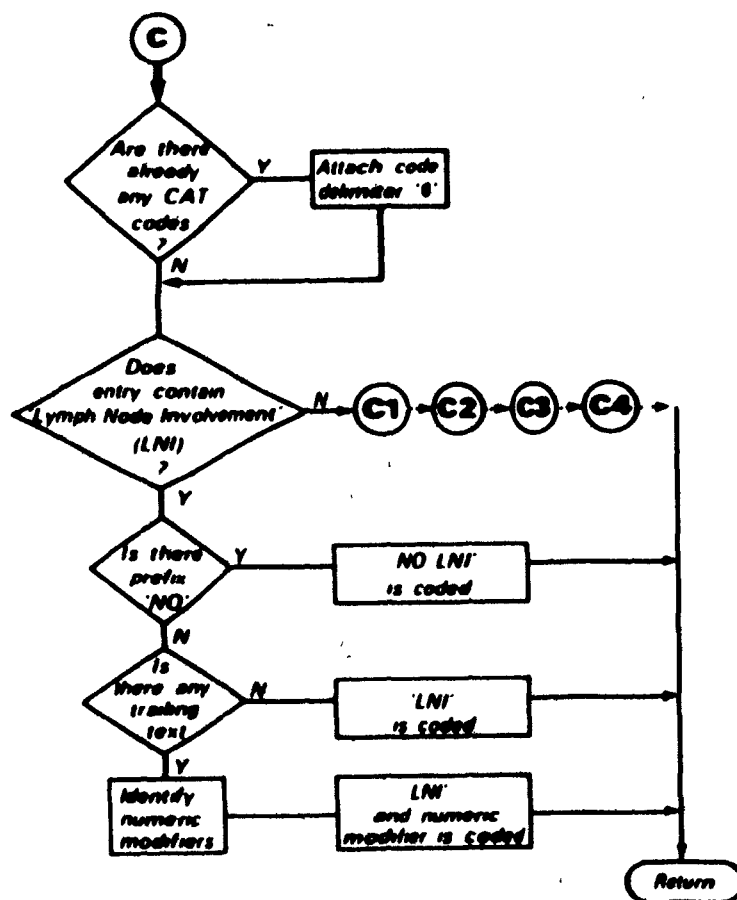 C
Are there
already
any CAT
codes
?
Y
Attach code
delimiter '6'
N
Does
entry contain
'Lymph Node Involvement'
(LNI)
?
N
C1
C2
C3
C4
Y
Is there
prefix
'NO'
Y
NO LNI'
is coded
N
Is
there any
trailing
text
N
'LNI'
is coded
Y
Identify
numeric
modifiers
LNI'
and numeric
modifier is coded
Return